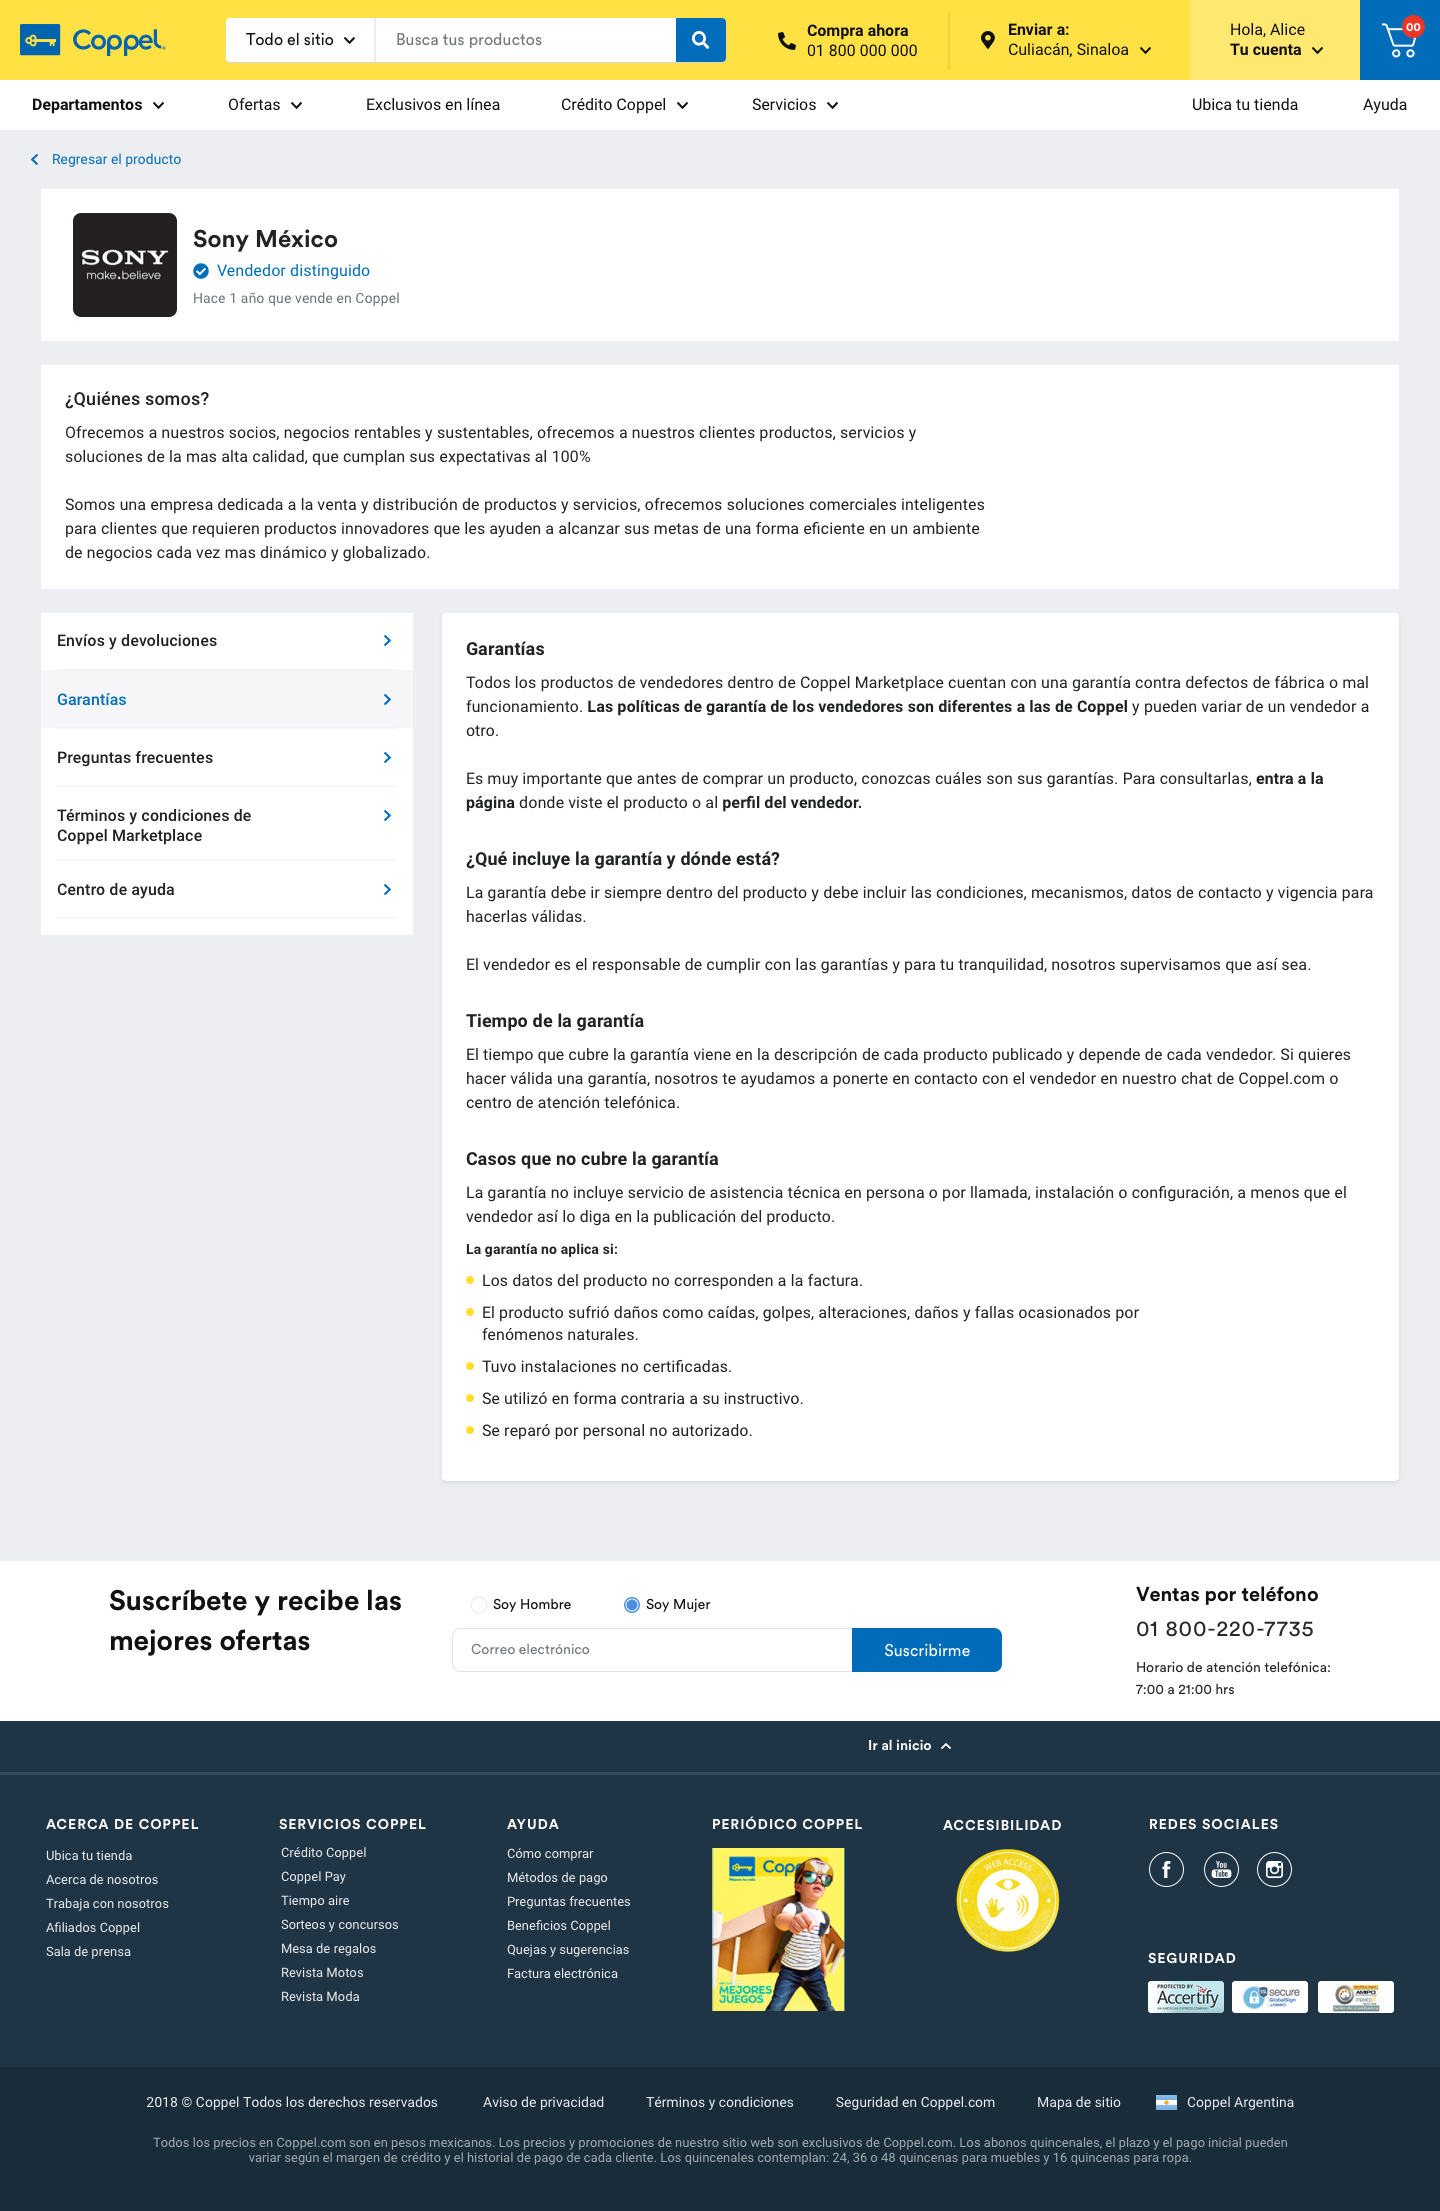 Coppel.
Todo el sitio
Busca tus productos
Compra ahora
01 800 000 000
Enviar a:
Culiacán, Sinaloa
Hola, Alice
Tu cuenta
00
Departamentos
Ofertas
Exclusivos en línea
Crédito Coppel
Servicios
Ubica tu tienda
Ayuda
Regresar el producto
SONY
make.believe
Sony México
Vendedor distinguido
Hace 1 año que vende en Coppel
¿Quiénes somos?
Ofrecemos a nuestros socios, negocios rentables y sustentables, ofrecemos a nuestros clientes productos, servicios y
soluciones de la mas alta calidad, que cumplan sus expectativas al 100%
Somos una empresa dedicada a la venta y distribución de productos y servicios, ofrecemos soluciones comerciales inteligentes
para clientes que requieren productos innovadores que les ayuden a alcanzar sus metas de una forma eficiente en un ambiente
de negocios cada vez mas dinámico y globalizado.
Envíos y devoluciones
Garantías
Preguntas frecuentes
Términos y condiciones de
Coppel Marketplace
Centro de ayuda
Garantías
Todos los productos de vendedores dentro de Coppel Marketplace cuentan con una garantía contra defectos de fábrica o mal
funcionamiento. Las políticas de garantía de los vendedores son diferentes a las de Coppel y pueden variar de un vendedor a
otro.
Es muy importante que antes de comprar un producto, conozcas cuáles son sus garantías. Para consultarlas, entra a la
página donde viste el producto o al perfil del vendedor.
¿Qué incluye la garantía y dónde está?
La garantía debe ir siempre dentro del producto y debe incluir las condiciones, mecanismos, datos de contacto y vigencia para
hacerlas válidas.
El vendedor es el responsable de cumplir con las garantías y para tu tranquilidad, nosotros supervisamos que así sea.
Tiempo de la garantía
El tiempo que cubre la garantía viene en la descripción de cada producto publicado y depende de cada vendedor. Si quieres
hacer válida una garantía, nosotros te ayudamos a ponerte en contacto con el vendedor en nuestro chat de Coppel.com o
centro de atención telefónica.
Casos que no cubre la garantía
La garantía no incluye servicio de asistencia técnica en persona o por llamada, instalación o configuración, a menos que el
vendedor así lo diga en la publicación del producto.
La garantía no aplica si:
Los datos del producto no corresponden a la factura.
El producto sufrió daños como caídas, golpes, alteraciones, daños y fallas ocasionados por
fenómenos naturales.
Tuvo instalaciones no certificadas.
Se utilizó en forma contraria a su instructivo.
Se reparó por personal no autorizado.
Suscríbete y recibe las
mejores ofertas
Soy Hombre
Soy Mujer
Correo electrónico
Suscribirme
Ventas por teléfono
01 800-220-7735
Horario de atención telefónica:
7:00 a 21:00 hrs
Ir al inicio
ACERCA DE COPPEL
Ubica tu tienda
Acerca de nosotros
Trabaja con nosotros
Afiliados Coppel
Sala de prensa
SERVICIOS COPPEL
Crédito Coppel
Coppel Pay
Tiempo aire
Sorteos y concursos
Mesa de regalos
Revista Motos
Revista Moda
AYUDA
Cómo comprar
Métodos de pago
Preguntas frecuentes
Beneficios Coppel
Quejas y sugerencias
Factura electrónica
PERIÓDICO COPPEL
MEJORES
JUEGOS
ACCESIBILIDAD
WEB ACCESS
REDES SOCIALES
You
Tube
SEGURIDAD
PROTECTED BY
Accertify
secure
GlobalSign
AMIPCI
2018 © Coppel Todos los derechos reservados
Aviso de privacidad
Términos y condiciones
Seguridad en Coppel.com
Mapa de sitio
Coppel Argentina
Todos los precios en Coppel.com son en pesos mexicanos. Los precios y promociones de nuestro sitio web son exclusivos de Coppel.com. Los abonos quincenales, el plazo y el pago inicial pueden
variar según el margen de crédito y el historial de pago de cada cliente. Los quincenales contemplan: 24, 36 o 48 quincenas para muebles y 16 quincenas para ropa.